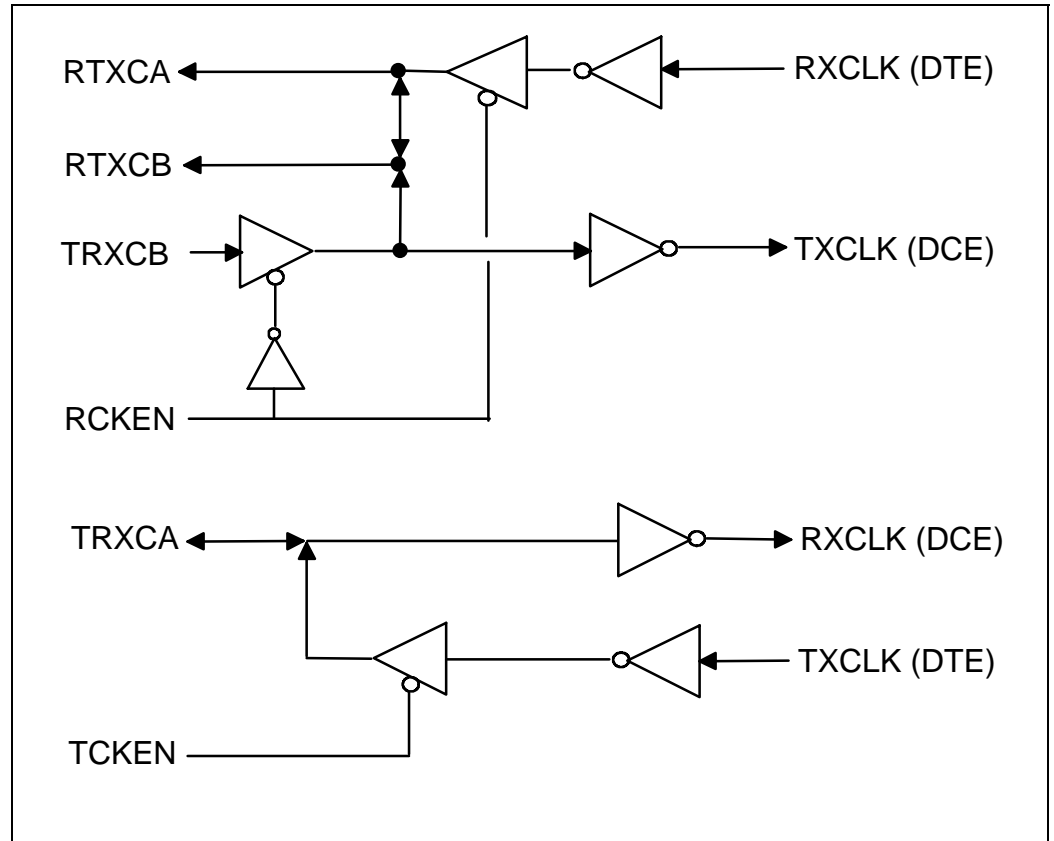 RTXCA
RXCLK (DTE)
RTXCB
TRXCB
TXCLK (DCE)
RCKEN
TRXCA
RXCLK (DCE)
TXCLK (DTE)
TCKEN